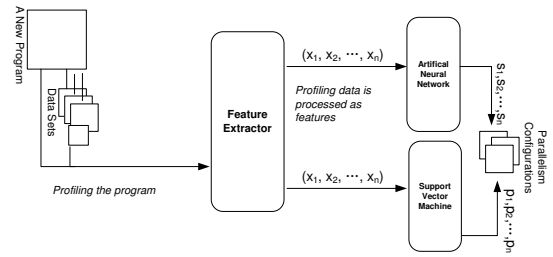 A New Program
Data Sets
Profiling the program
Feature
Extractor
(x1, x2, ···, xn)
Profiling data is
processed as
features
(x1, x2, ···, xn)
Artifical
Neural
Network
Support
Vector
Machine
s1,s2,···,sn
p1,p2,···,pn
Parallelism
Configurations